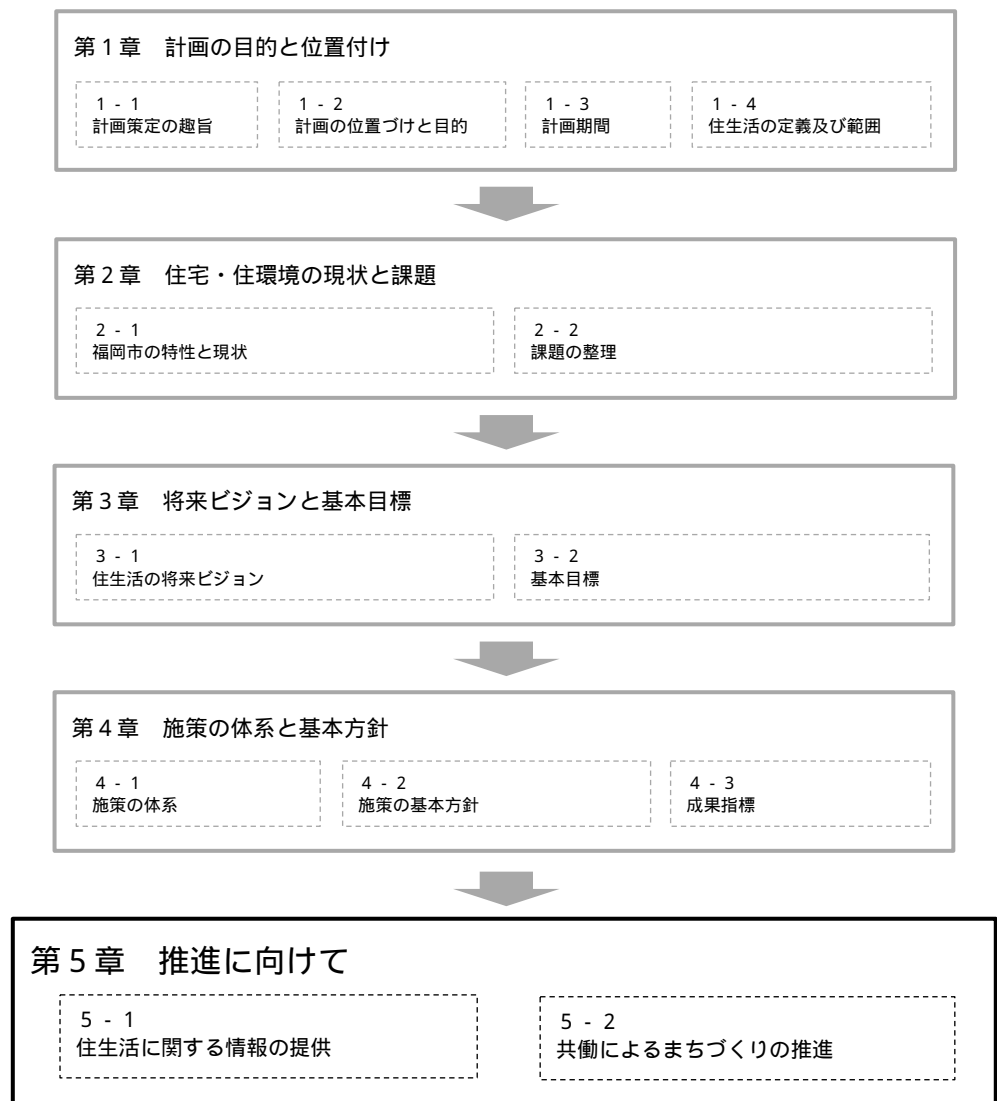 第1章　計画の目的と位置付け
1 - 1
計画策定の趣旨
1 - 2
計画の位置づけと目的
1 - 3
計画期間
1 - 4
住生活の定義及び範囲
第2章　住宅・住環境の現状と課題
2 - 1
福岡市の特性と現状
2 - 2
課題の整理
第3章　将来ビジョンと基本目標
3 - 1
住生活の将来ビジョン
3 - 2
基本目標
第4章　施策の体系と基本方針
4 - 1
施策の体系
4 - 2
施策の基本方針
4 - 3
成果指標
第5章　推進に向けて
5 - 1
住生活に関する情報の提供
5 - 2
共働によるまちづくりの推進